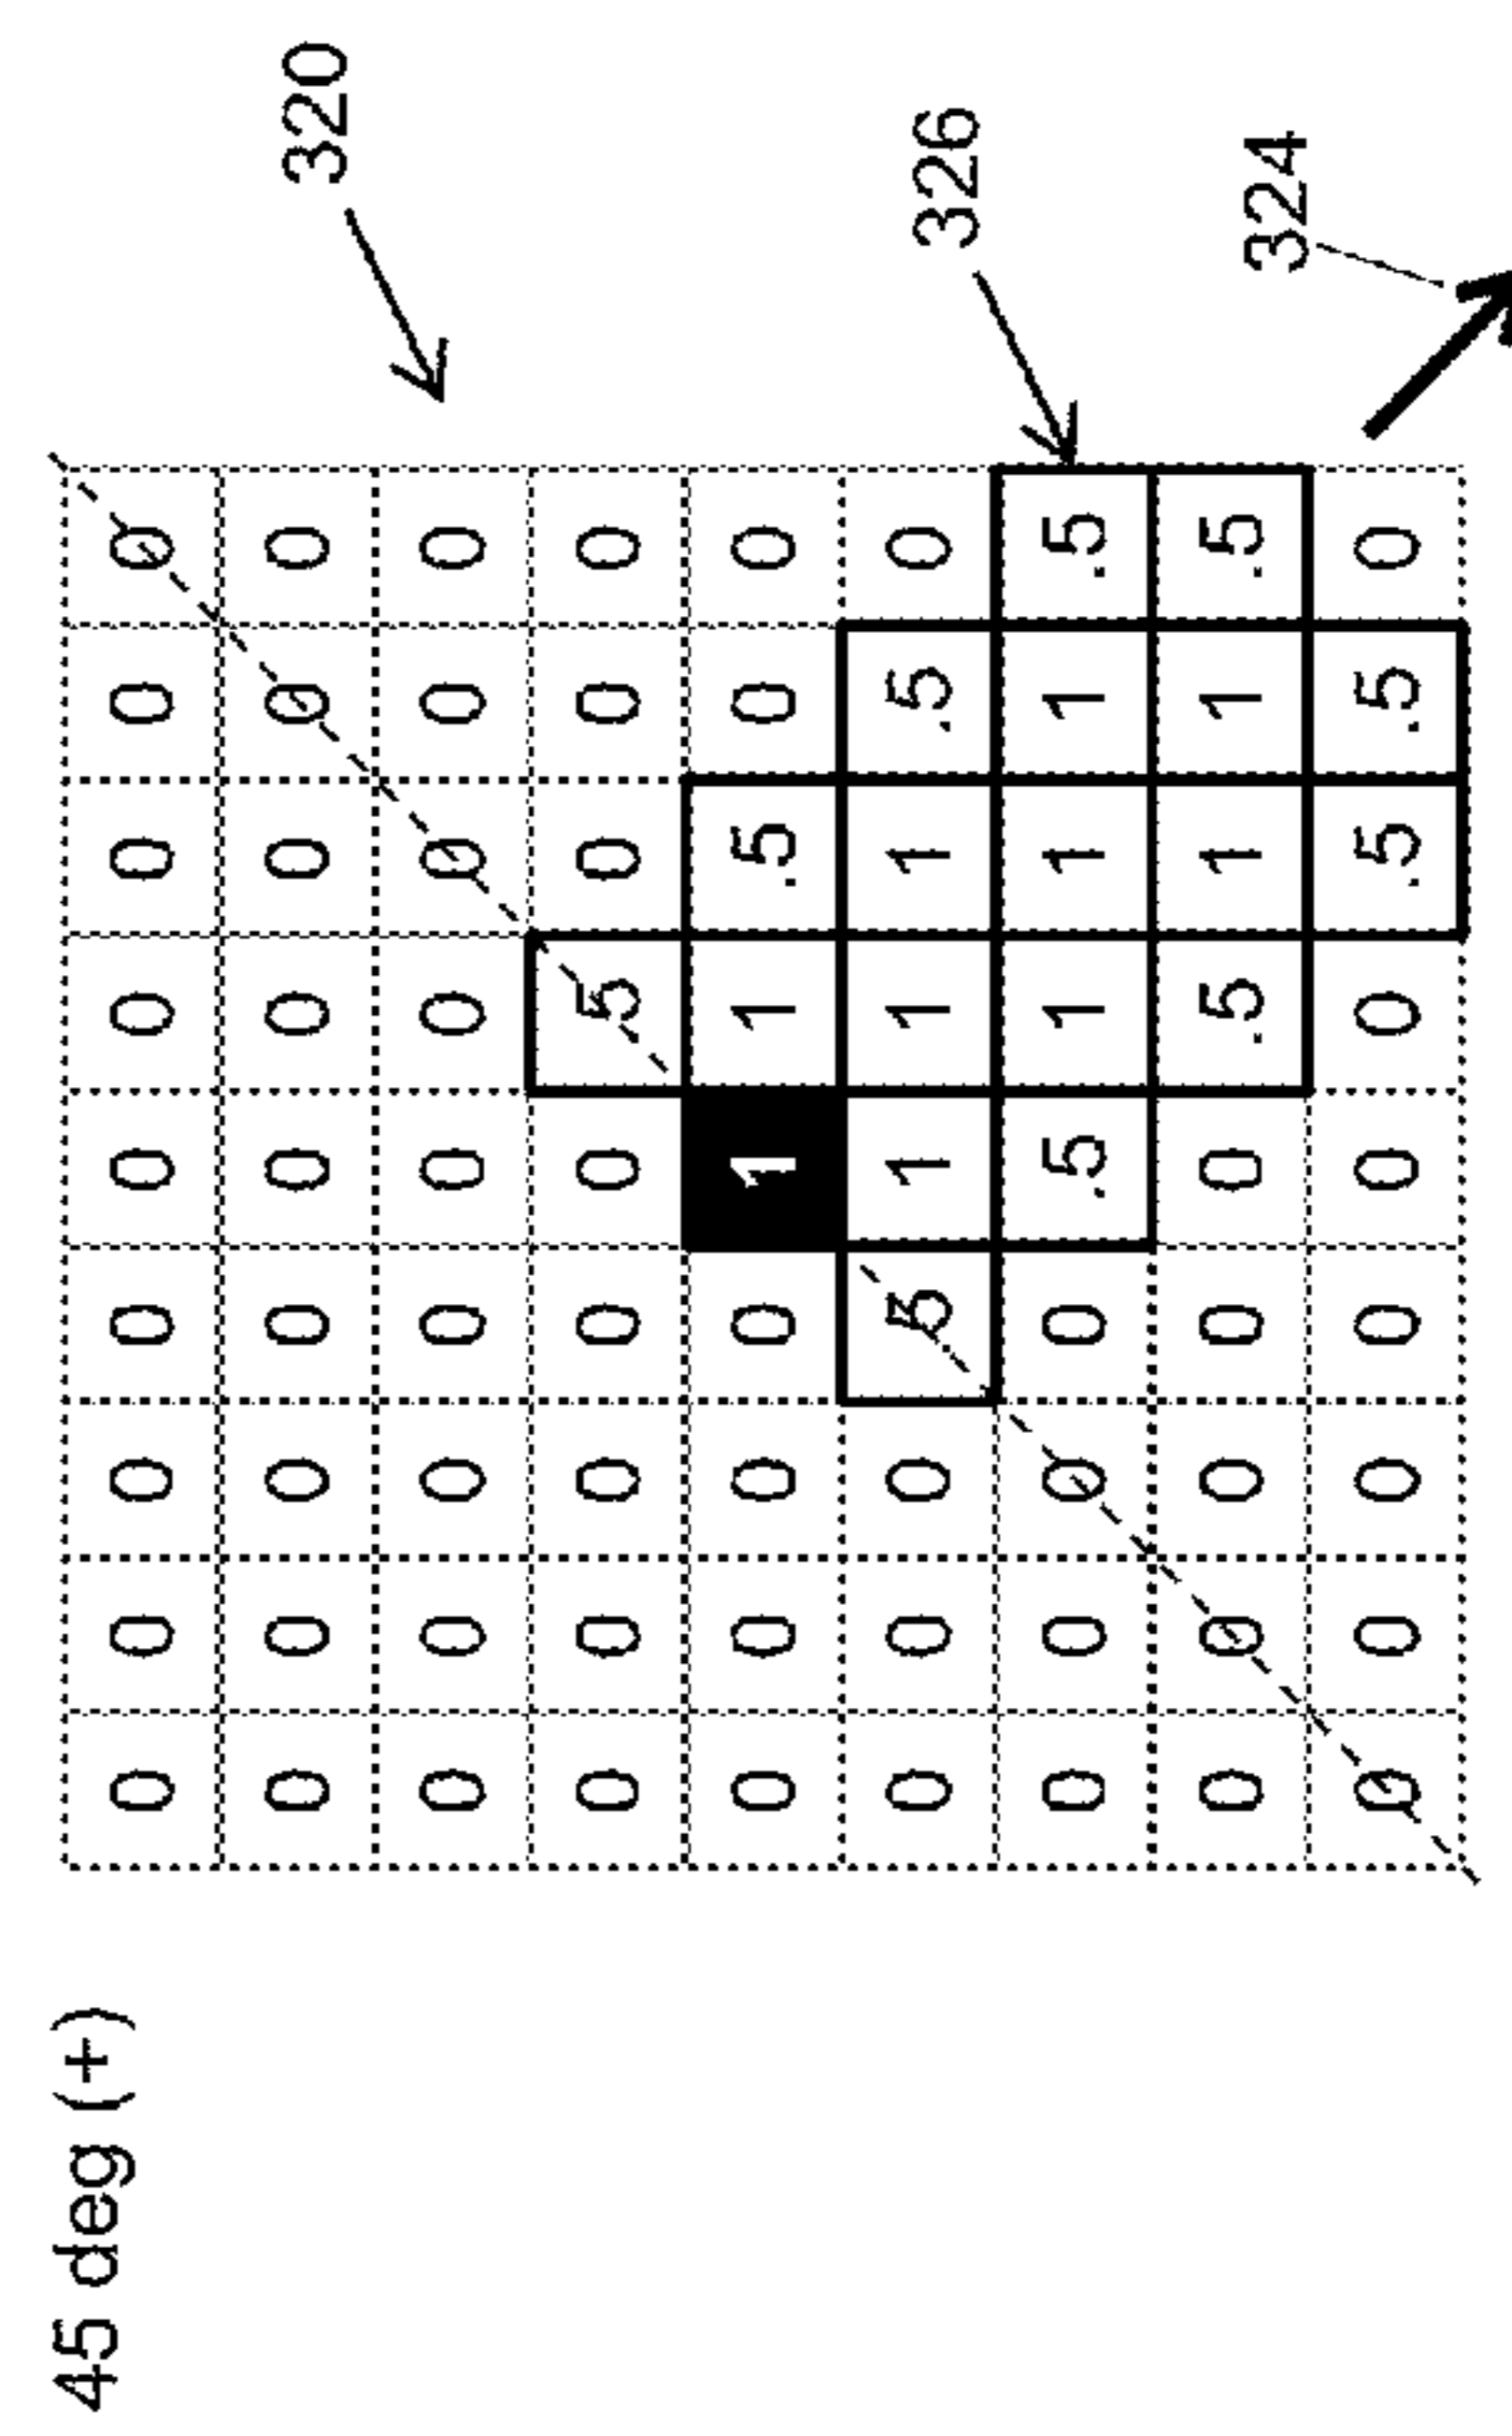 45 deg (+)
0 0 0 0 0 0 0 0 0
0 0 0 0 0 0 0 0 0
320
0 0 0 0 0 0 0 0 0
0 0 0 0 0 .5 0 0 0
0 0 0 0 1 1 .5 0 0
0 0 0 .5 1 1 1 .5 0
326
0 0 0 0 .5 1 1 1 .5
0 0 0 0 0 .5 1 1 .5
324
0 0 0 0 0 0 .5 .5 0